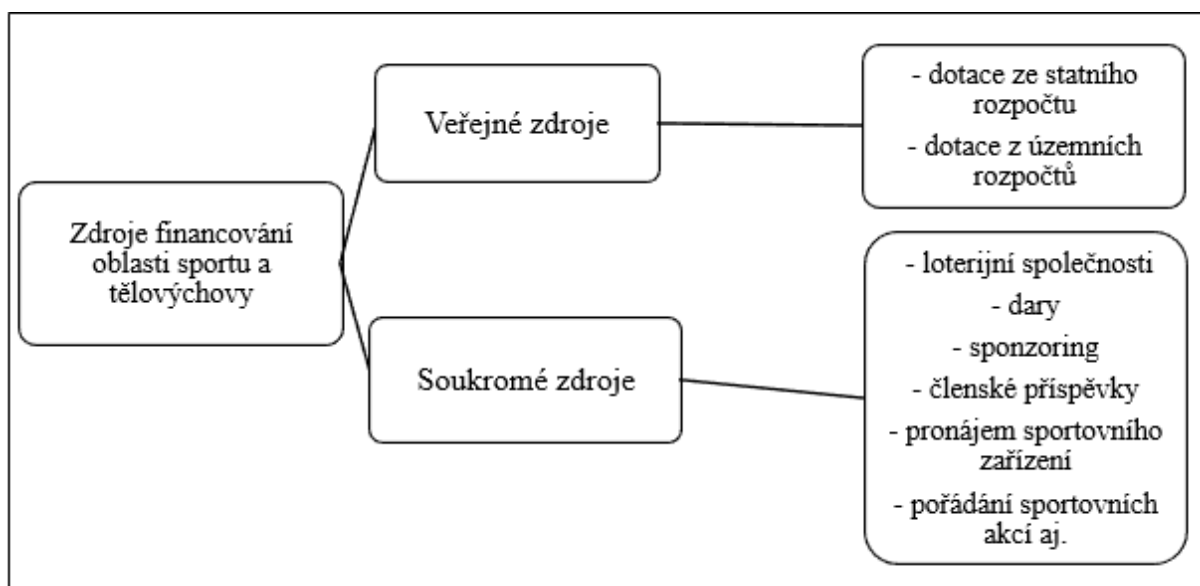 Zdroje financování
oblasti sportu a
tělovýchovy
Veřejné zdroje
- dotace ze statního
rozpočtu
- dotace z územních
rozpočtů
Soukromé zdroje
- loterijní společnosti
- dary
- sponzoring
- členské příspěvky
- pronájem sportovního
zařízení
- pořádání sportovních
akcí aj.